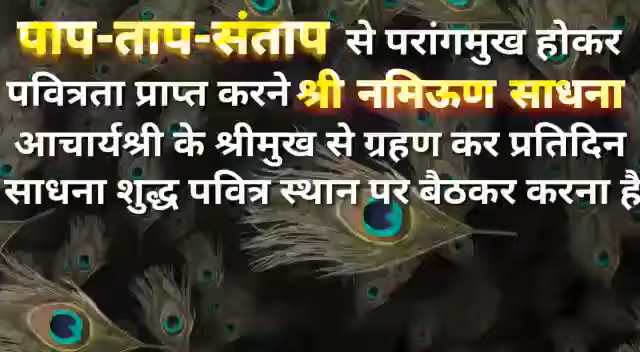 पाप-ताप-संताप से परांगमुख होकर
पवित्रता प्राप्त करने श्री नमिऊण साधना
आचार्यश्री के श्रीमुख से ग्रहण कर प्रतिदिन
साधना शुद्ध पवित्र स्थान पर बैठकर करना है